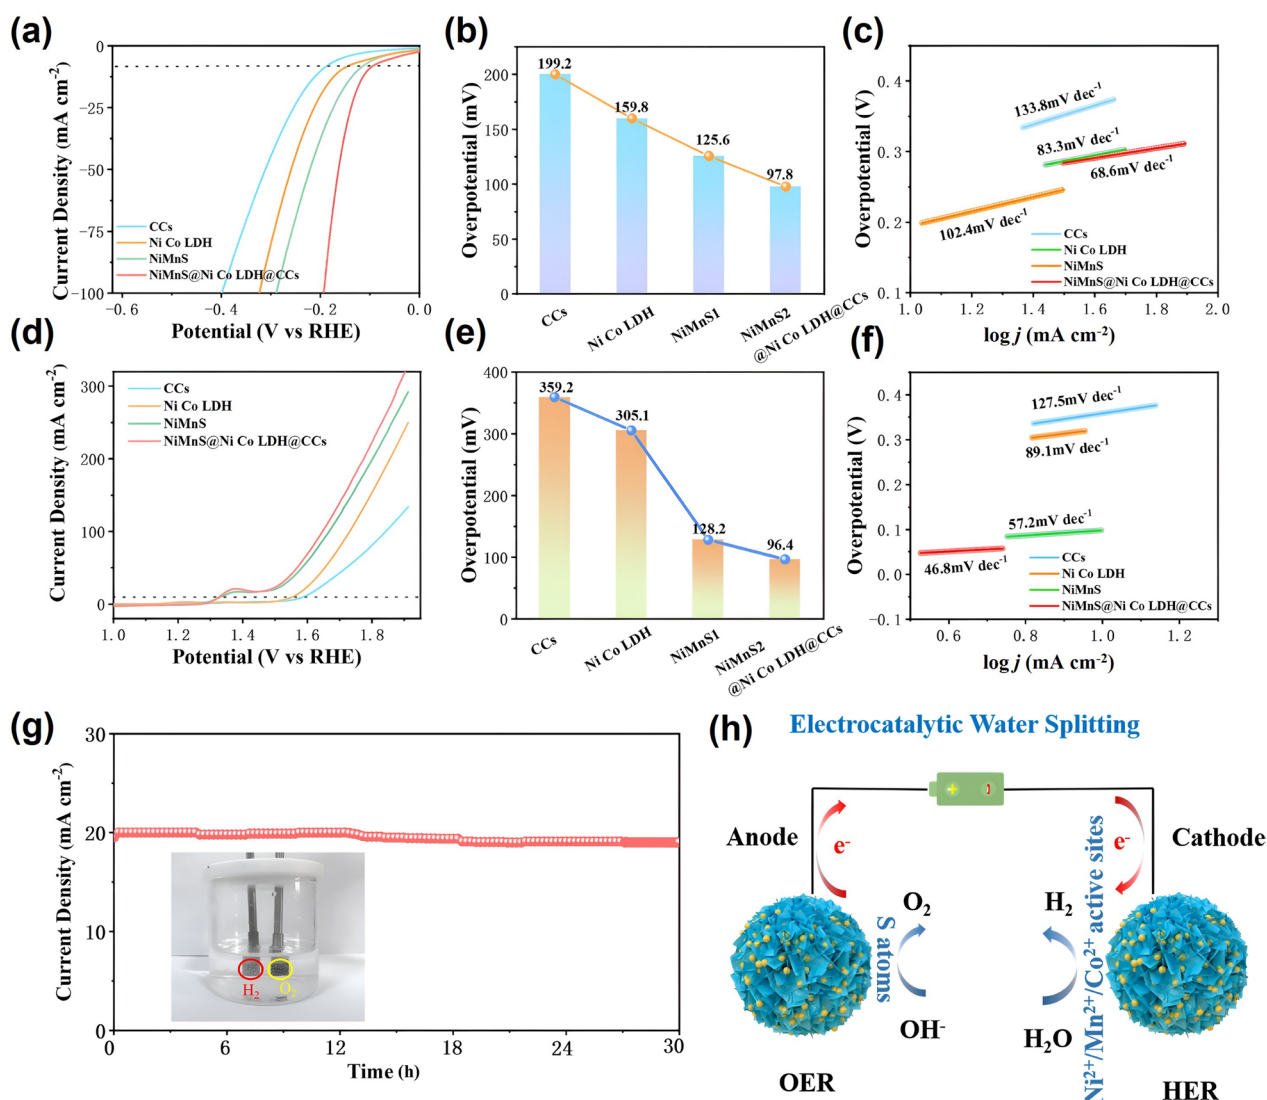 (a)
0
−25
−50
−75
−100
Current Density (mA cm-2)
CCs
Ni Co LDH
NiMnS
NiMnS@Ni Co LDH@CCs
−0.6
−0.4
−0.2
0.0
Potential (V vs RHE)
(b)
200
150
100
50
0
Overpotential (mV)
199.2
159.8
125.6
97.8
CCs
Ni Co LDH
NiMnS1
NiMnS2
@Ni Co LDH@CCs
(c)
0.4
0.3
0.2
0.1
Overpotential (V)
133.8mV dec-1
83.3mV dec-1
68.6mV dec-1
102.4mV dec-1
CCs
Ni Co LDH
NiMnS
NiMnS@Ni Co LDH@CCs
1.0
1.2
1.4
1.6
1.8
2.0
log j (mA cm-2)
(d)
300
200
100
0
Current Density (mA cm-2)
CCs
Ni Co LDH
NiMnS
NiMnS@Ni Co LDH@CCs
1.0
1.2
1.4
1.6
1.8
Potential (V vs RHE)
(e)
400
300
200
100
0
Overpotential (mV)
359.2
305.1
128.2
96.4
CCs
Ni Co LDH
NiMnS1
NiMnS2
@Ni Co LDH@CCs
(f)
0.4
0.3
0.2
0.1
0.0
−0.1
Overpotential (V)
127.5mV dec-1
89.1mV dec-1
57.2mV dec-1
46.8mV dec-1
CCs
Ni Co LDH
NiMnS
NiMnS@Ni Co LDH@CCs
0.6
0.8
1.0
1.2
log j (mA cm-2)
(g)
30
20
10
0
Current Density (mA cm-2)
H2
O2
0
6
12
18
24
30
Time (h)
(h)
Electrocatalytic Water Splitting
+
Anode
e-
e-
Cathode
O2
H2
S atoms
Ni2+/Mn2+/Co2+ active sites
OH-
H2O
OER
HER